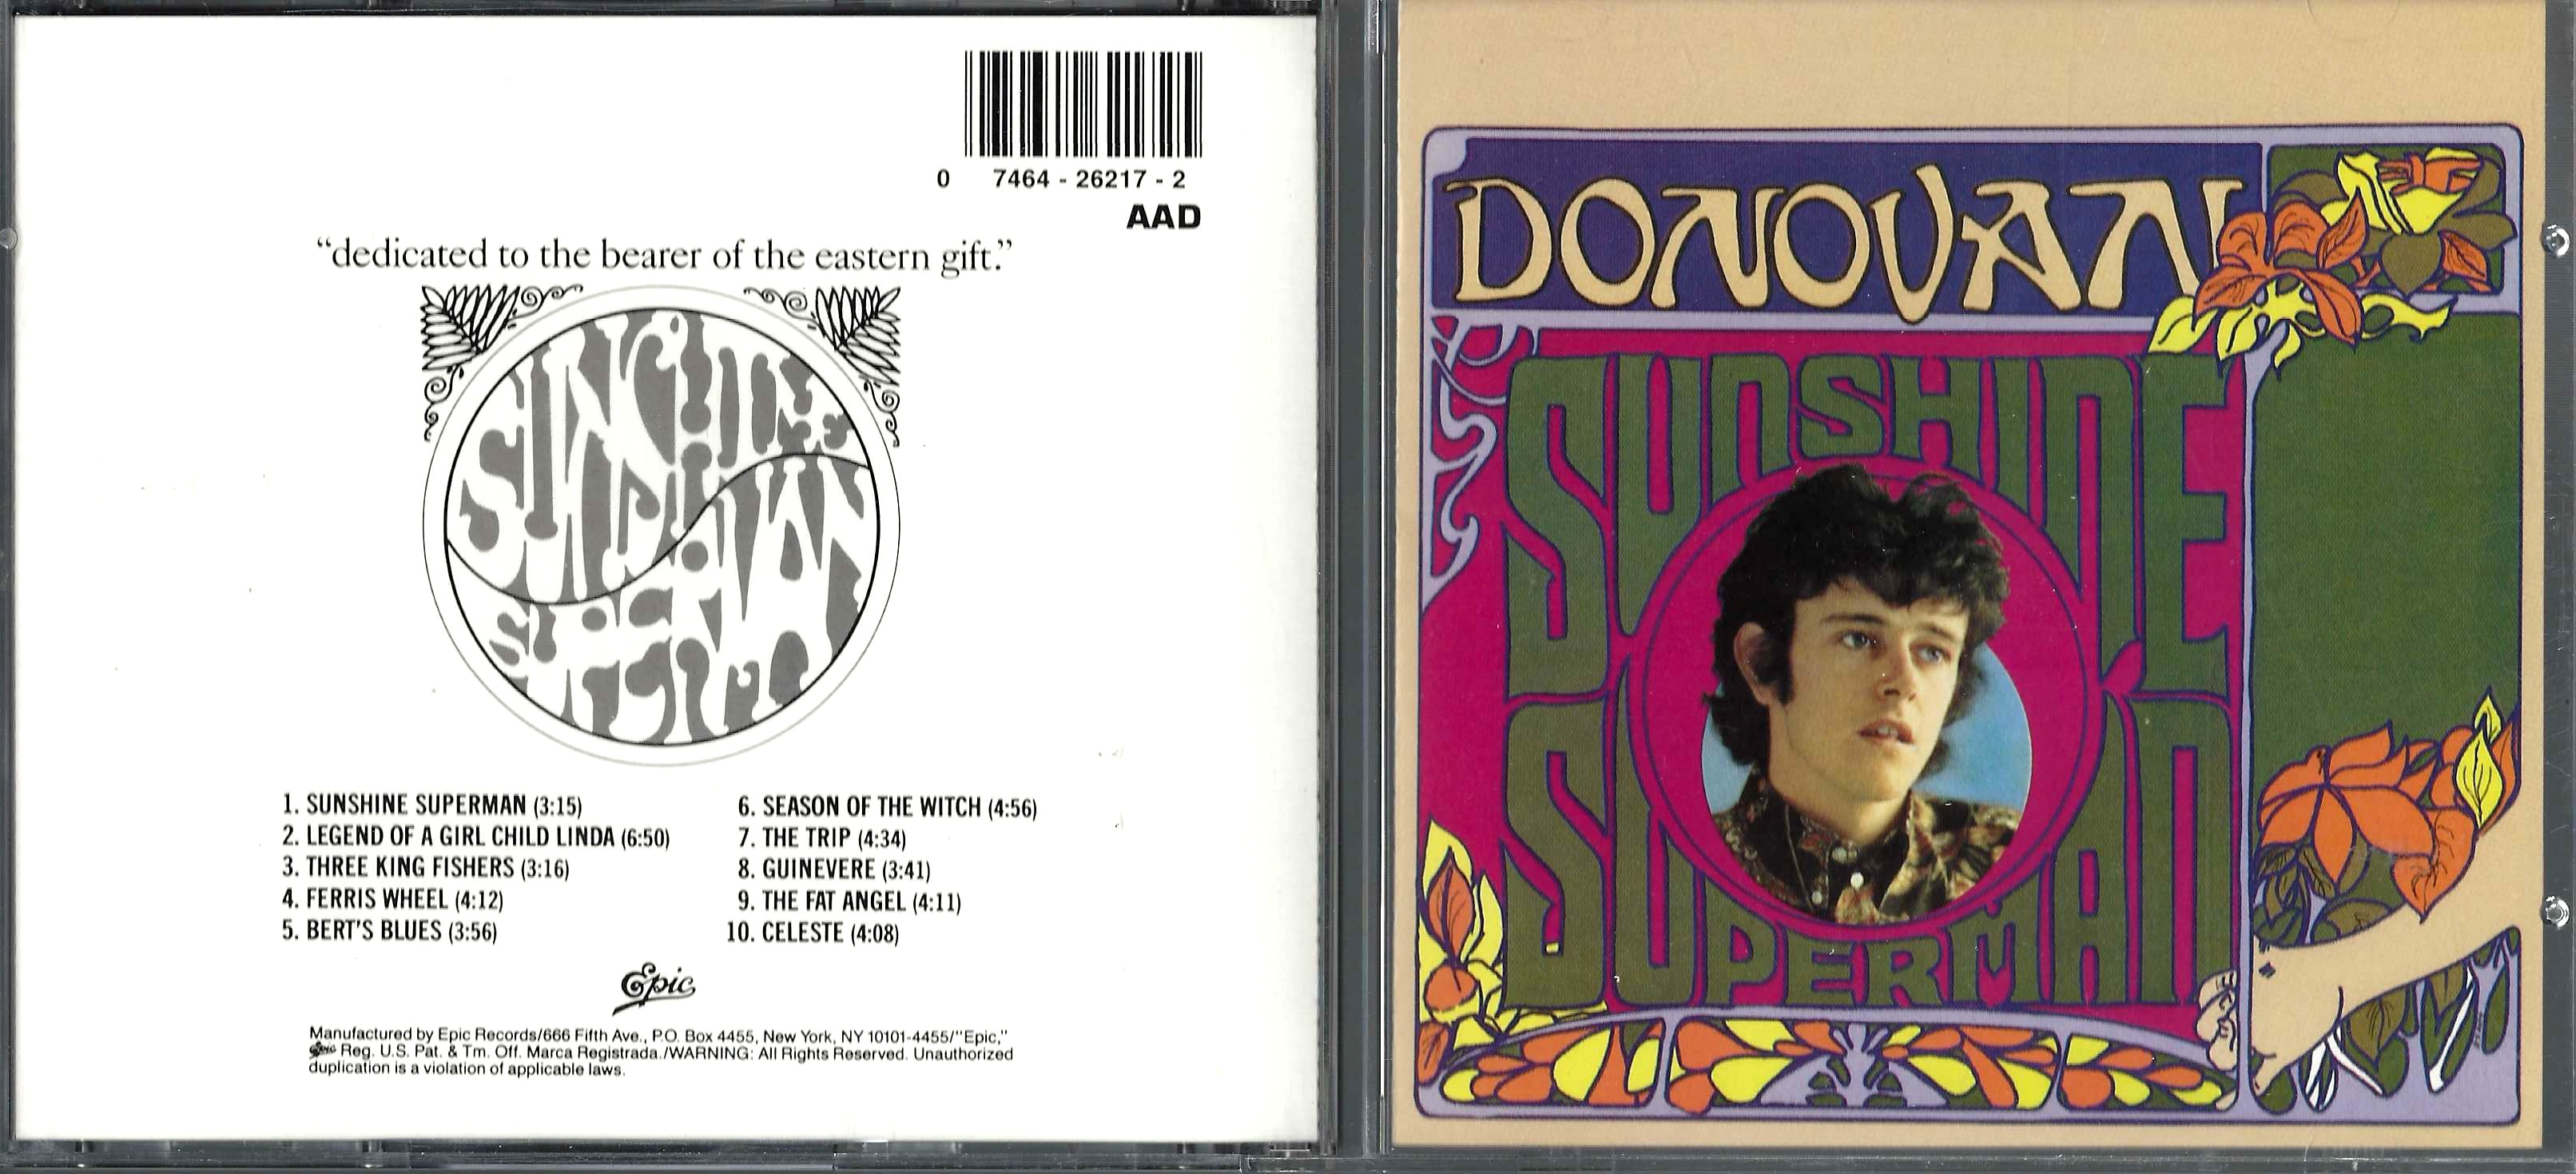 0 7464 - 26217 - 2
AAD
“dedicated to the bearer of the eastern gift.”
SUNSHINE
SUPERMAN
1. SUNSHINE SUPERMAN (3:15)
2. LEGEND OF A GIRL CHILD LINDA (6:50)
3. THREE KING FISHERS (3:16)
4. FERRIS WHEEL (4:12)
5. BERT'S BLUES (3:56)
6. SEASON OF THE WITCH (4:56)
7. THE TRIP (4:34)
8. GUINEVERE (3:41)
9. THE FAT ANGEL (4:11)
10. CELESTE (4:08)
Epic
Manufactured by Epic Records/666 Fifth Ave., P.O. Box 4455, New York, NY 10101-4455/"Epic,"
Epic Reg. U.S. Pat. & Tm. Off. Marca Registrada./WARNING: All Rights Reserved. Unauthorized
duplication is a violation of applicable laws.
DONOVAN
SUNSHINE
SUPERMAN